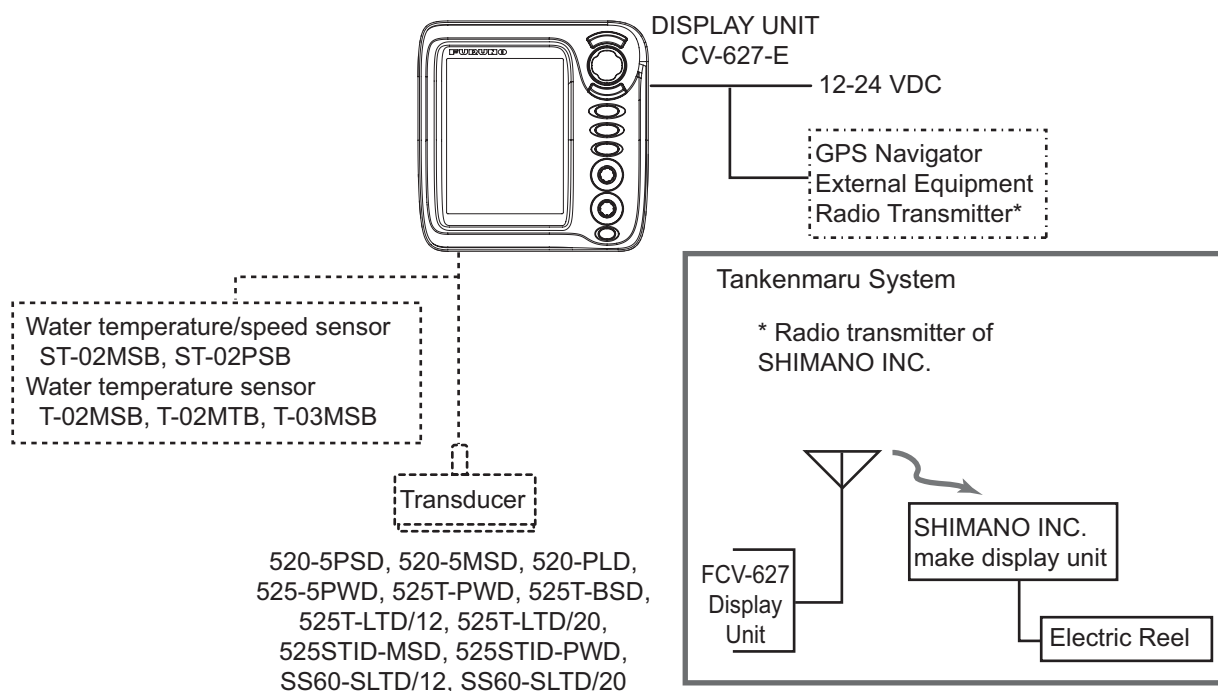 FURUNO
DISPLAY UNIT
CV-627-E
12-24 VDC
GPS Navigator
External Equipment
Radio Transmitter*
Water temperature/speed sensor
ST-02MSB, ST-02PSB
Water temperature sensor
T-02MSB, T-02MTB, T-03MSB
Transducer
520-5PSD, 520-5MSD, 520-PLD,
525-5PWD, 525T-PWD, 525T-BSD,
525T-LTD/12, 525T-LTD/20,
525STID-MSD, 525STID-PWD,
SS60-SLTD/12, SS60-SLTD/20
Tankenmaru System
* Radio transmitter of
SHIMANO INC.
FCV-627
Display
Unit
SHIMANO INC.
make display unit
Electric Reel